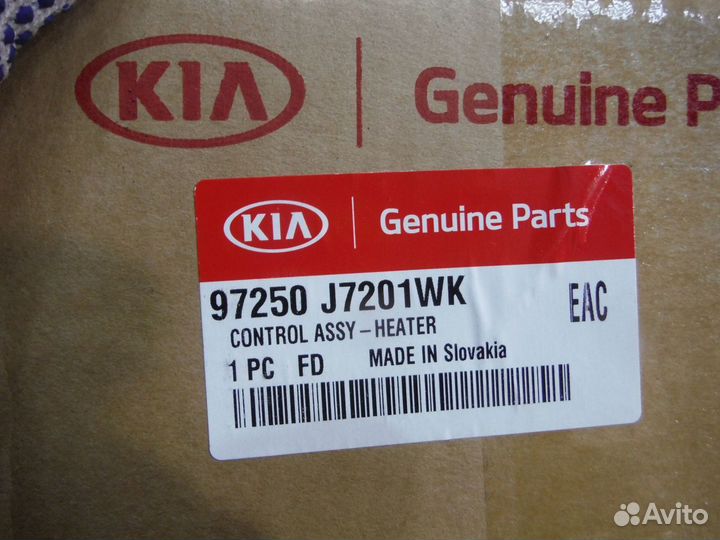 KIA Genuine P
KIA Genuine Parts
97250 J7201WK EAC
CONTROL ASSY-HEATER
1 PC FD MADE IN Slovakia
Avito